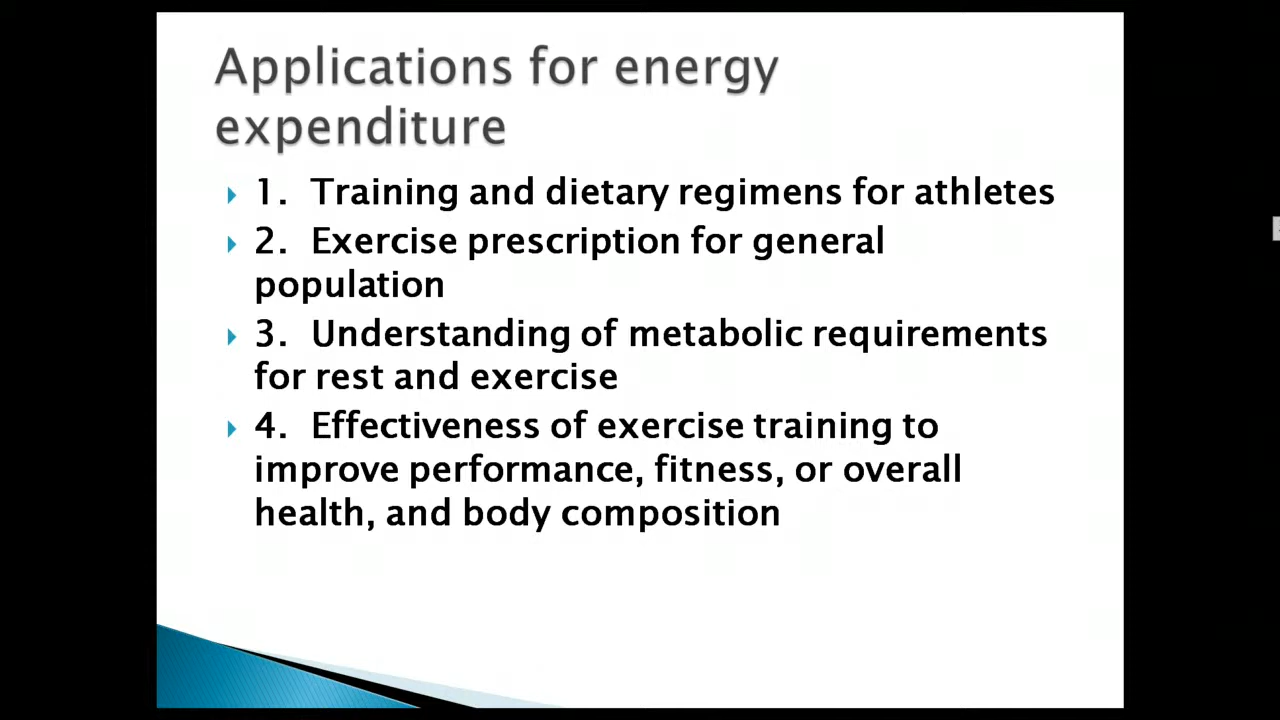 Applications for energy
expenditure
1. Training and dietary regimens for athletes
2. Exercise prescription for general
population
3. Understanding of metabolic requirements
for rest and exercise
4. Effectiveness of exercise training to
improve performance, fitness, or overall
health, and body composition